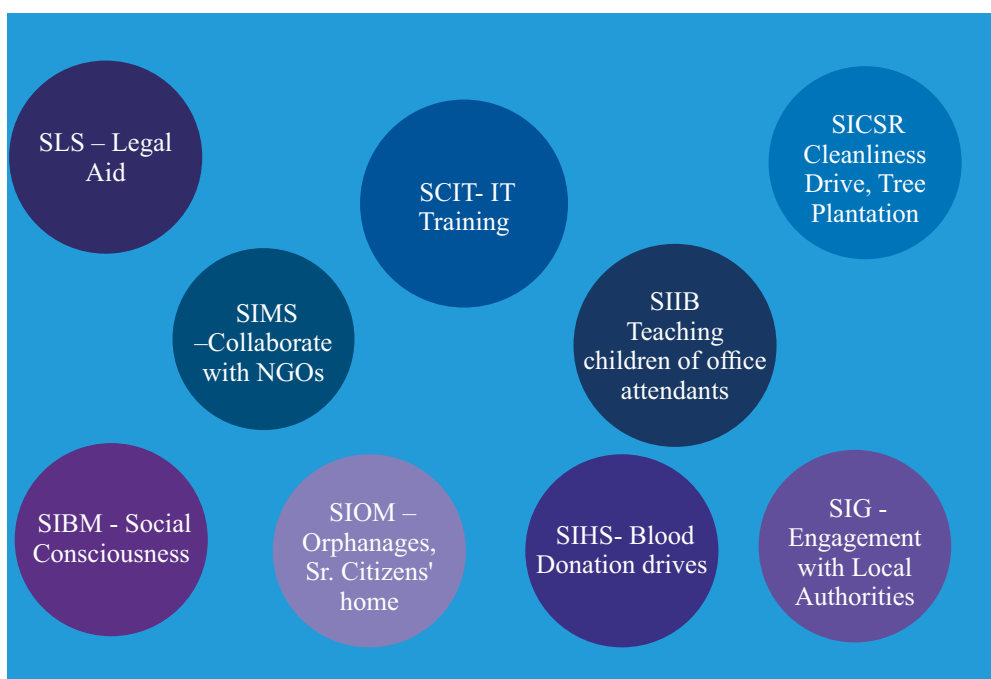 SLS – Legal
Aid
SCIT- IT
Training
SICSR
Cleanliness
Drive, Tree
Plantation
SIMS
–Collaborate
with NGOs
SIIB
Teaching
children of office
attendants
SIBM - Social
Consciousness
SIOM –
Orphanages,
Sr. Citizens'
home
SIHS- Blood
Donation drives
SIG -
Engagement
with Local
Authorities